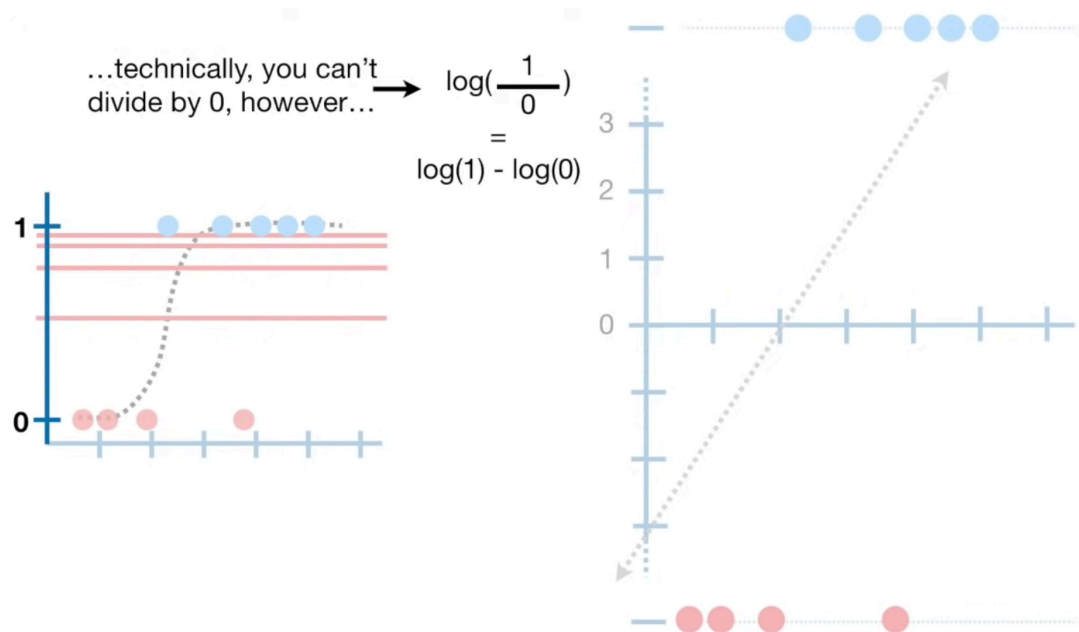 ...technically, you can't
divide by 0, however...
log(1/0)
=
log(1) - log(0)
1
0
3
2
1
0